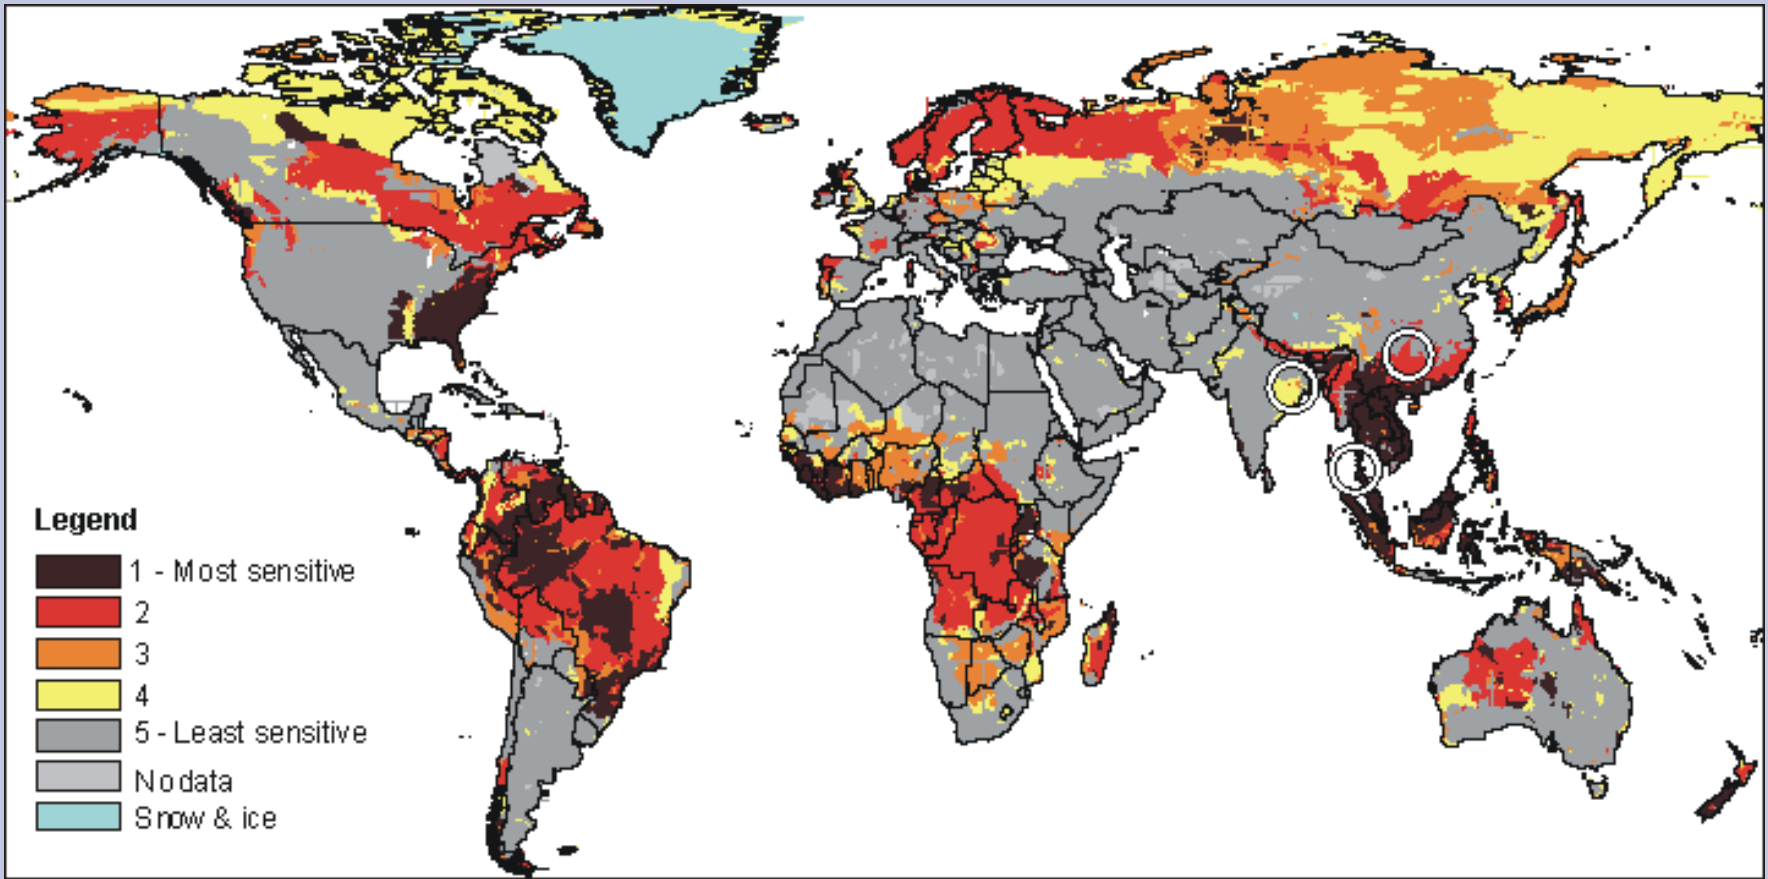 Legend
1 - Most sensitive
2
3
4
5 - Least sensitive
No data
Snow & ice